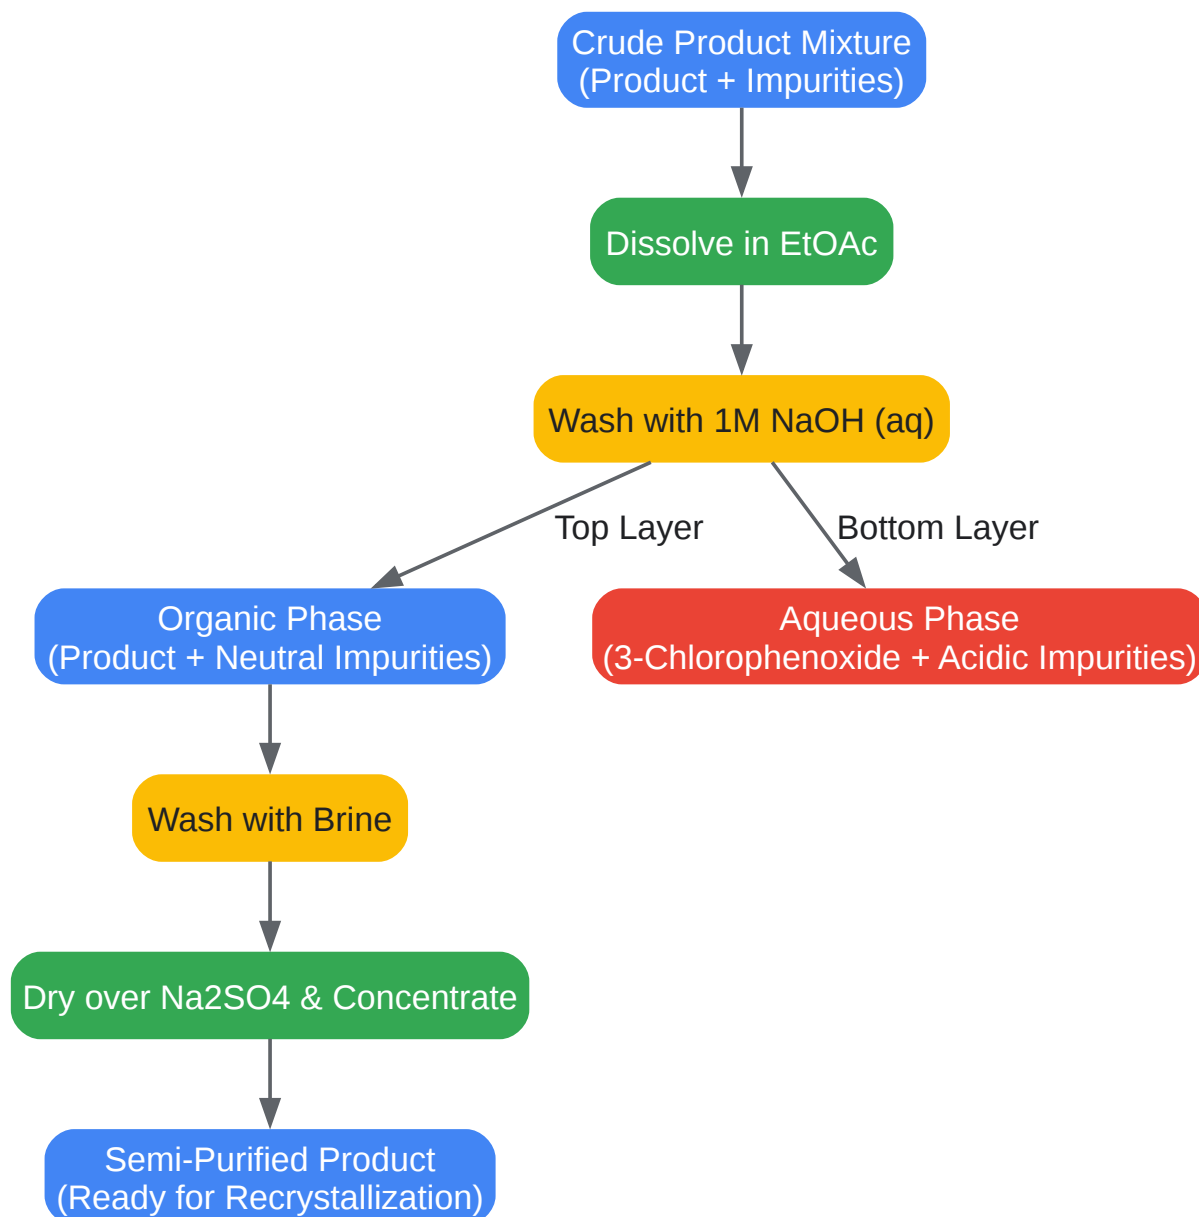 Crude Product Mixture
(Product + Impurities)
Dissolve in EtOAc
Wash with 1M NaOH (aq)
Top Layer
Bottom Layer
Organic Phase
(Product + Neutral Impurities)
Aqueous Phase
(3-Chlorophenoxide + Acidic Impurities)
Wash with Brine
Dry over Na2SO4 & Concentrate
Semi-Purified Product
(Ready for Recrystallization)